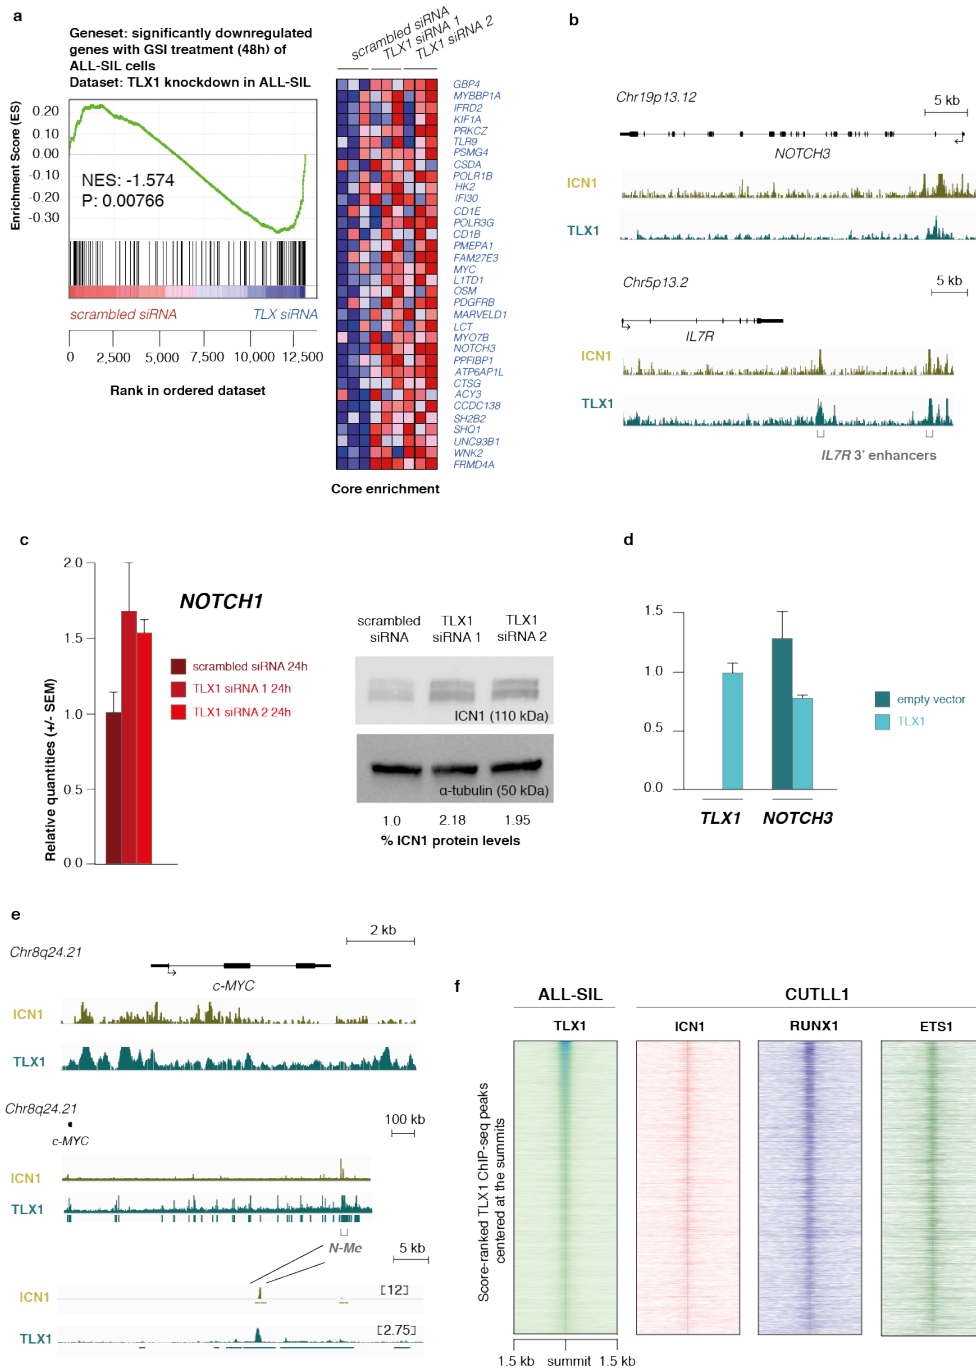 a
Geneset: significantly downregulated
genes with GSI treatment (48h) of
ALL-SIL cells
Dataset: TLX1 knockdown in ALL-SIL
Enrichment Score (ES)
0.20
0.10
0.00
-0.10
-0.20
-0.30
NES: -1.574
P: 0.00766
scrambled siRNA
TLX siRNA
0
2,500
5,000
7,500
10,000
12,500
Rank in ordered dataset
scrambled siRNA
TLX1 siRNA 1
TLX1 siRNA 2
GBP4
MYBBP1A
IFRD2
KIF1A
PRKCZ
TLR9
PSMG4
CSDA
POLR1B
HK2
IFI30
CD1E
POLR3G
CD1B
PMEPA1
FAM27E3
MYC
L1TD1
OSM
PDGFRB
MARVELD1
LCT
MYO7B
NOTCH3
PPFIBP1
ATP6AP1L
CTSG
ACY3
CCDC138
SH2B2
SHQ1
UNC93B1
WNK2
FRMD4A
Core enrichment
b
5 kb
Chr19p13.12
NOTCH3
ICN1
TLX1
Chr5p13.2
5 kb
IL7R
ICN1
TLX1
IL7R 3' enhancers
c
2.0
1.5
1.0
0.5
0.0
Relative quantities (+/- SEM)
NOTCH1
scrambled siRNA 24h
TLX1 siRNA 1 24h
TLX1 siRNA 2 24h
scrambled siRNA
TLX1 siRNA 1
TLX1 siRNA 2
ICN1 (110 kDa)
α-tubulin (50 kDa)
1.0 2.18 1.95
% ICN1 protein levels
d
1.5
1.0
0.5
0.0
TLX1
NOTCH3
empty vector
TLX1
e
2 kb
Chr8q24.21
c-MYC
ICN1
TLX1
Chr8q24.21
100 kb
c-MYC
ICN1
TLX1
N-Me
5 kb
ICN1
[12]
TLX1
[2.75]
f
ALL-SIL
CUTLL1
TLX1
ICN1
RUNX1
ETS1
Score-ranked TLX1 ChIP-seq peaks
centered at the summits
1.5 kb summit 1.5 kb